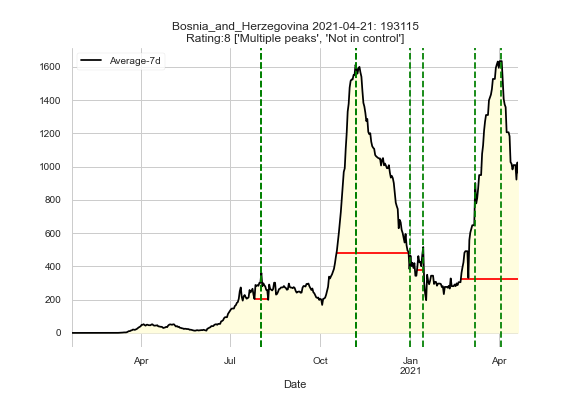 Bosnia_and_Herzegovina 2021-04-21: 193115
Rating:8 ['Multiple peaks', 'Not in control']
Average-7d
1600
1400
1200
1000
800
600
400
200
0
Apr
Jul
Oct
Jan
2021
Apr
Date